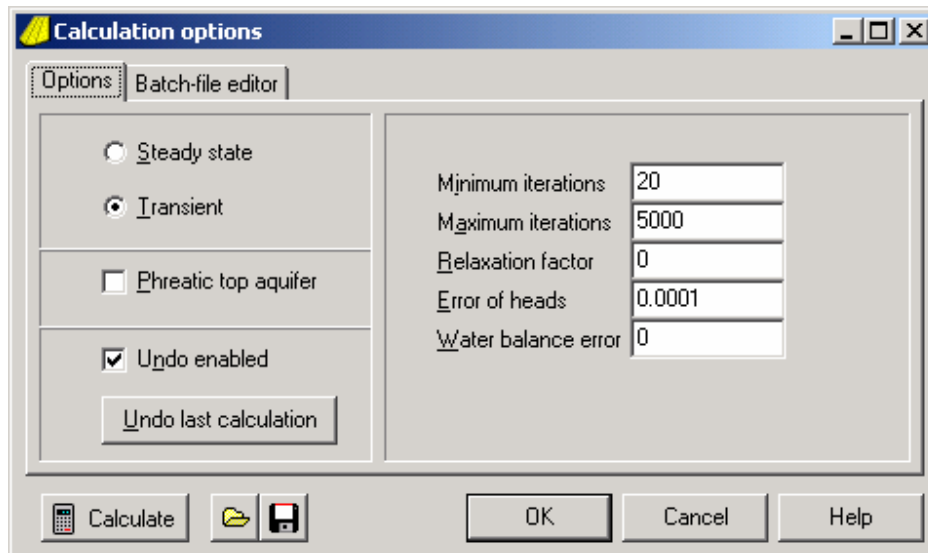 Calculation options
Options Batch-file editor
Steady state
Transient
Phreatic top aquifer
Undo enabled
Undo last calculation
Minimum iterations 20
Maximum iterations 5000
Relaxation factor 0
Error of heads 0.0001
Water balance error 0
Calculate OK Cancel Help